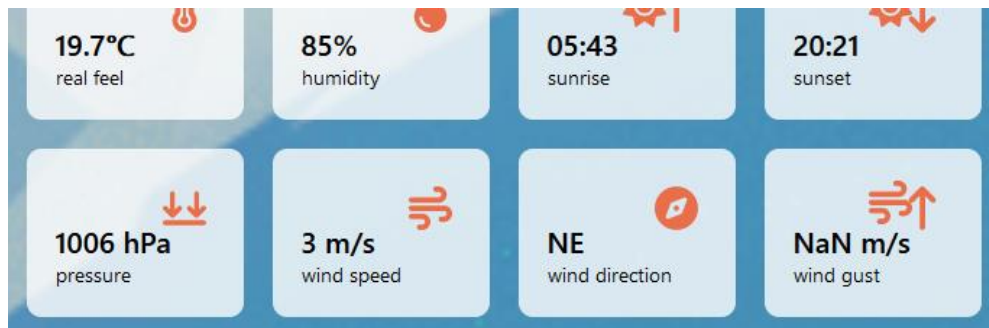 19.7°C
real feel
85%
humidity
05:43
sunrise
20:21
sunset
1006 hPa
pressure
3 m/s
wind speed
NE
wind direction
NaN m/s
wind gust